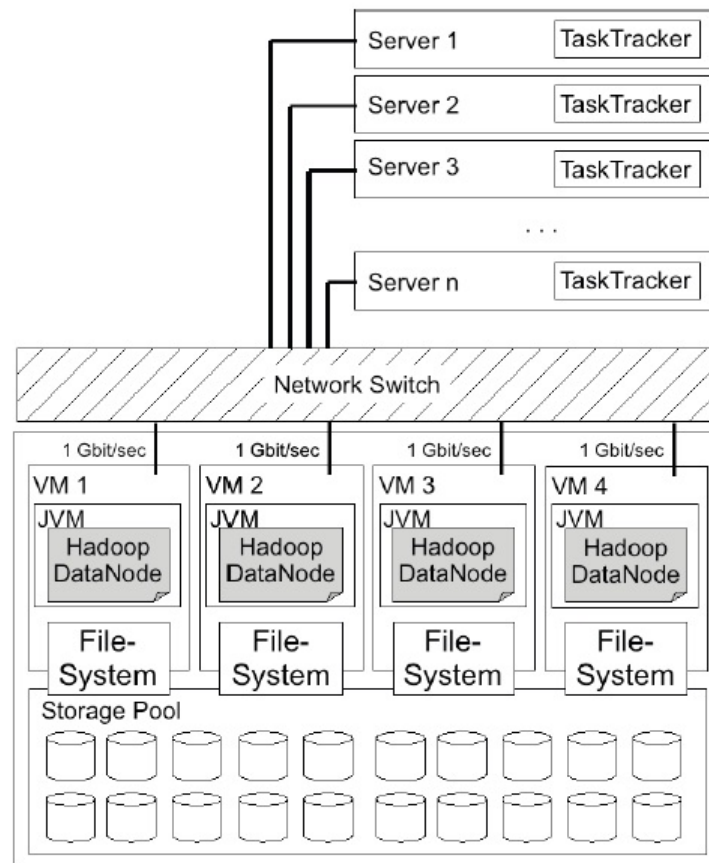 Server 1
TaskTracker
Server 2
TaskTracker
Server 3
TaskTracker
. . .
Server n
TaskTracker
Network Switch
1 Gbit/sec
1 Gbit/sec
1 Gbit/sec
1 Gbit/sec
VM 1
VM 2
VM 3
VM 4
JVM
JVM
JVM
JVM
Hadoop
DataNode
Hadoop
DataNode
Hadoop
DataNode
Hadoop
DataNode
File-
System
File-
System
File-
System
File-
System
Storage Pool